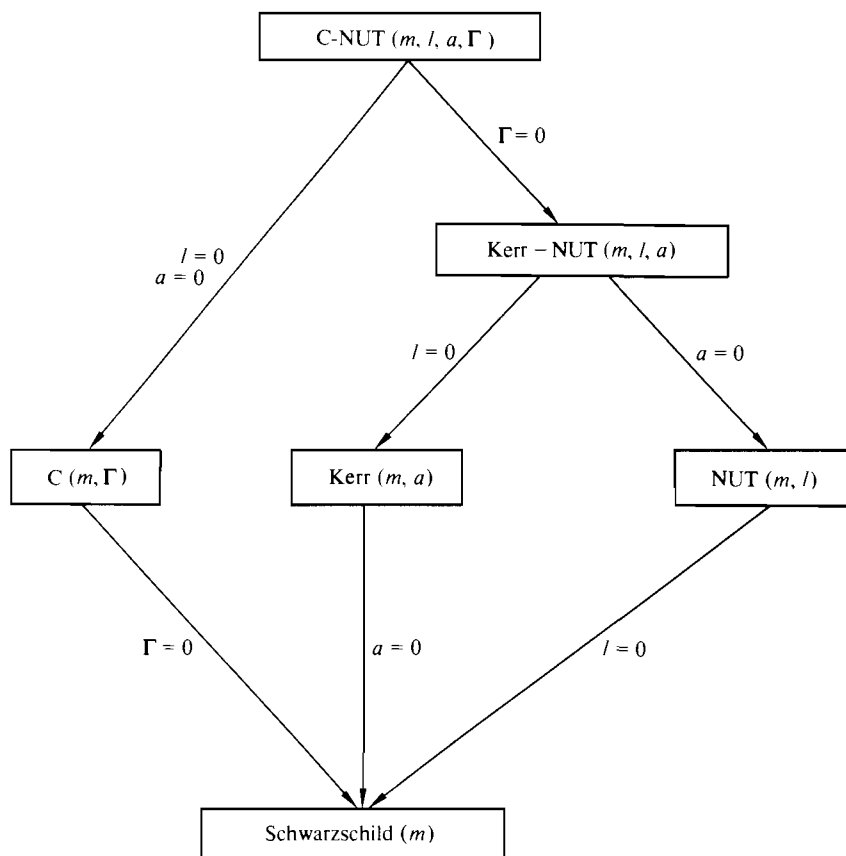 C-NUT (m, l, a, Γ)
Γ = 0
l = 0
a = 0
Kerr – NUT (m, l, a)
l = 0
a = 0
C (m, Γ)
Kerr (m, a)
NUT (m, l)
Γ = 0
a = 0
l = 0
Schwarzschild (m)